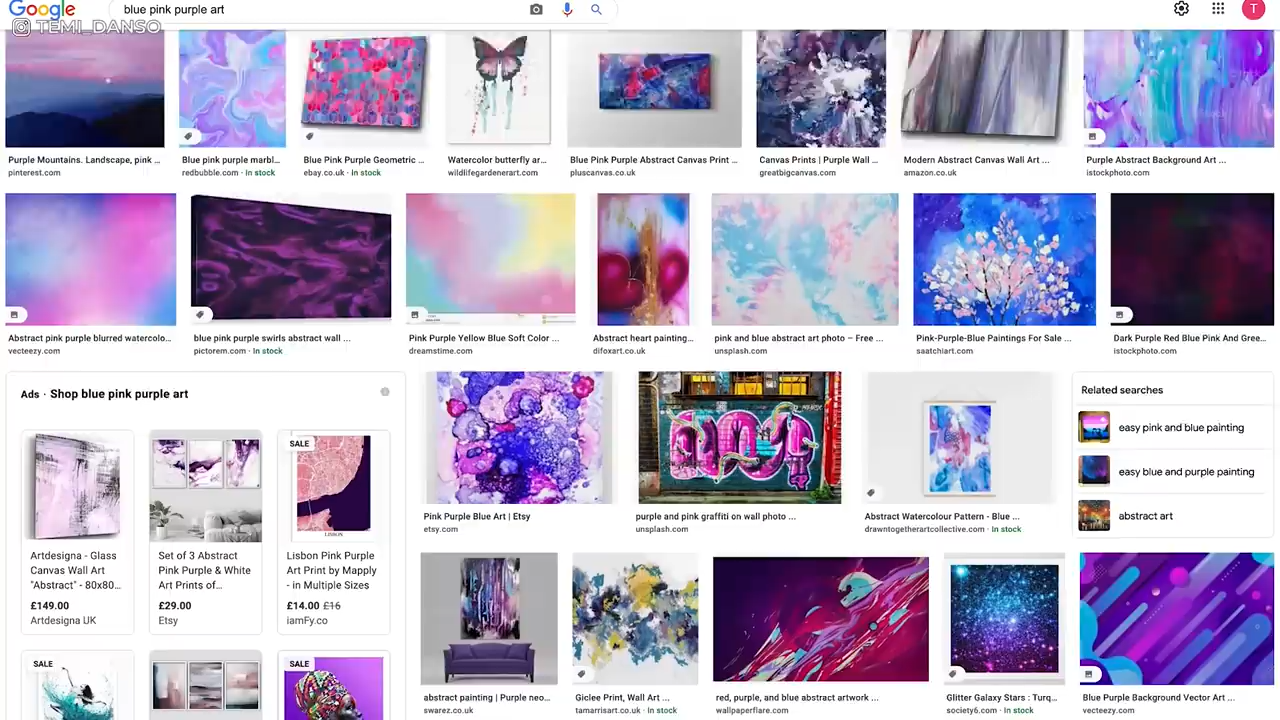 Google
blue pink purple art
T
TEMI_DANSO
Purple Mountains. Landscape, pink ...
pinterest.com
Blue pink purple marbl...
redbubble.com · In stock
Blue Pink Purple Geometric ...
ebay.co.uk · In stock
Watercolor butterfly ar...
wildlifegardenerart.com
Blue Pink Purple Abstract Canvas Print ...
pluscanvas.co.uk
Canvas Prints | Purple Wall ...
greatbigcanvas.com
Modern Abstract Canvas Wall Art ...
amazon.co.uk
Purple Abstract Background Art ...
istockphoto.com
Abstract pink purple blurred watercolo...
vecteezy.com
blue pink purple swirls abstract wall ...
pictorem.com · In stock
Pink Purple Yellow Blue Soft Color ...
dreamstime.com
Abstract heart painting...
difoxart.co.uk
pink and blue abstract art photo – Free ...
unsplash.com
Pink-Purple-Blue Paintings For Sale ...
saatchiart.com
Dark Purple Red Blue Pink And Gree...
istockphoto.com
Ads · Shop blue pink purple art
Artdesigna - Glass
Canvas Wall Art
"Abstract" - 80x80...
£149.00
Artdesigna UK
Set of 3 Abstract
Pink Purple & White
Art Prints of...
£29.00
Etsy
SALE
LISBON
Lisbon Pink Purple
Art Print by Mapply
- in Multiple Sizes
£14.00 £16
iamFy.co
SALE
SALE
Pink Purple Blue Art | Etsy
etsy.com
purple and pink graffiti on wall photo ...
unsplash.com
Abstract Watercolour Pattern - Blue ...
drawntogetherartcollective.com · In stock
Related searches
easy pink and blue painting
easy blue and purple painting
abstract art
abstract painting | Purple neo...
swarez.co.uk
Giclee Print, Wall Art ...
tamarrisart.co.uk · In stock
red, purple, and blue abstract artwork ...
wallpaperflare.com
Glitter Galaxy Stars : Turq...
society6.com · In stock
Blue Purple Background Vector Art ...
vecteezy.com